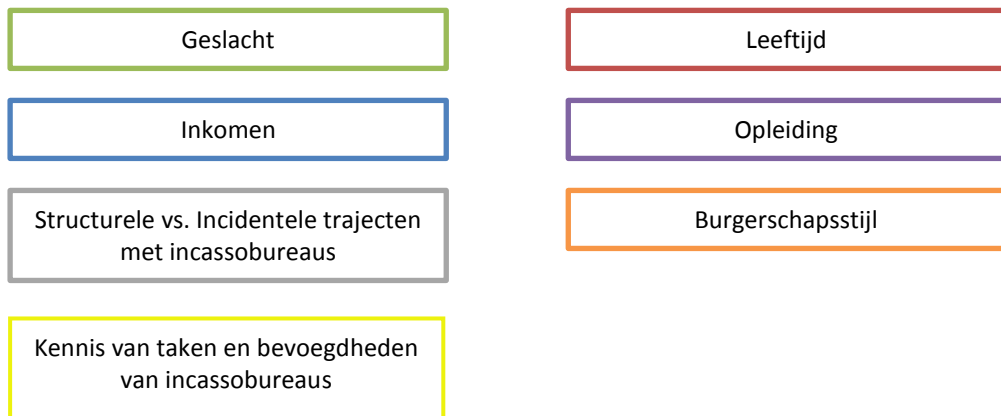 Geslacht
Leeftijd
Inkomen
Opleiding
Structurele vs. Incidentele trajecten
met incassobureaus
Burgerschapsstijl
Kennis van taken en bevoegdheden
van incassobureaus